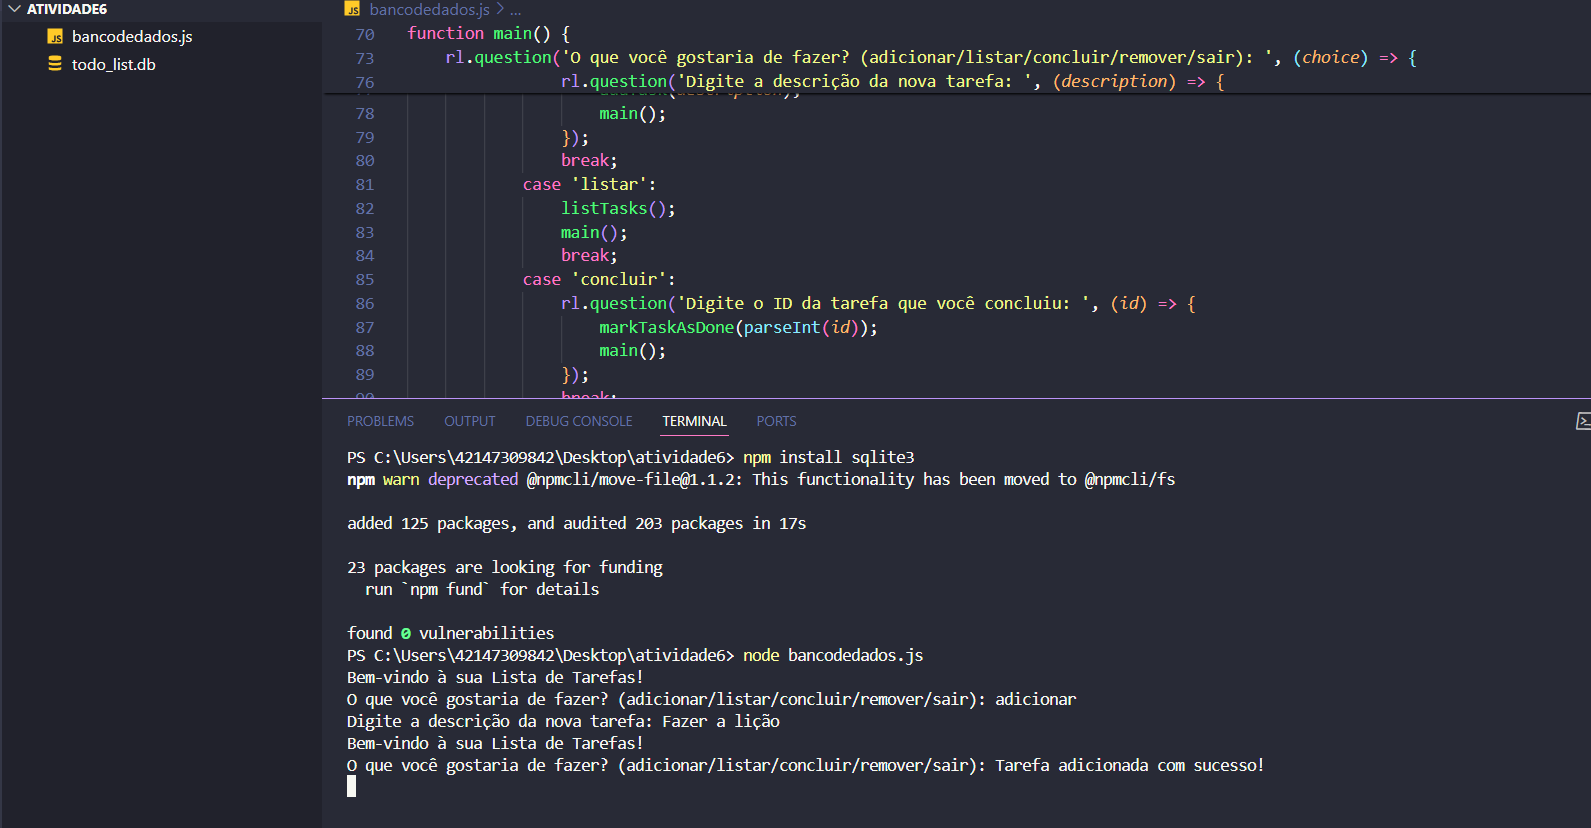 ATIVIDADE6
bancodedados.js
todo_list.db
JS bancodedados.js > ...
70 function main() {
73 rl.question('O que você gostaria de fazer? (adicionar/listar/concluir/remover/sair): ', (choice) => {
76 rl.question('Digite a descrição da nova tarefa: ', (description) => {
78 main();
79 });
80 break;
81 case 'listar':
82 listTasks();
83 main();
84 break;
85 case 'concluir':
86 rl.question('Digite o ID da tarefa que você concluiu: ', (id) => {
87 markTaskAsDone(parseInt(id));
88 main();
89 });
90 break;
PROBLEMS OUTPUT DEBUG CONSOLE TERMINAL PORTS
PS C:\Users\42147309842\Desktop\atividade6> npm install sqlite3
npm warn deprecated @npmcli/move-file@1.1.2: This functionality has been moved to @npmcli/fs
added 125 packages, and audited 203 packages in 17s
23 packages are looking for funding
run `npm fund` for details
found 0 vulnerabilities
PS C:\Users\42147309842\Desktop\atividade6> node bancodedados.js
Bem-vindo à sua Lista de Tarefas!
O que você gostaria de fazer? (adicionar/listar/concluir/remover/sair): adicionar
Digite a descrição da nova tarefa: Fazer a lição
Bem-vindo à sua Lista de Tarefas!
O que você gostaria de fazer? (adicionar/listar/concluir/remover/sair): Tarefa adicionada com sucesso!